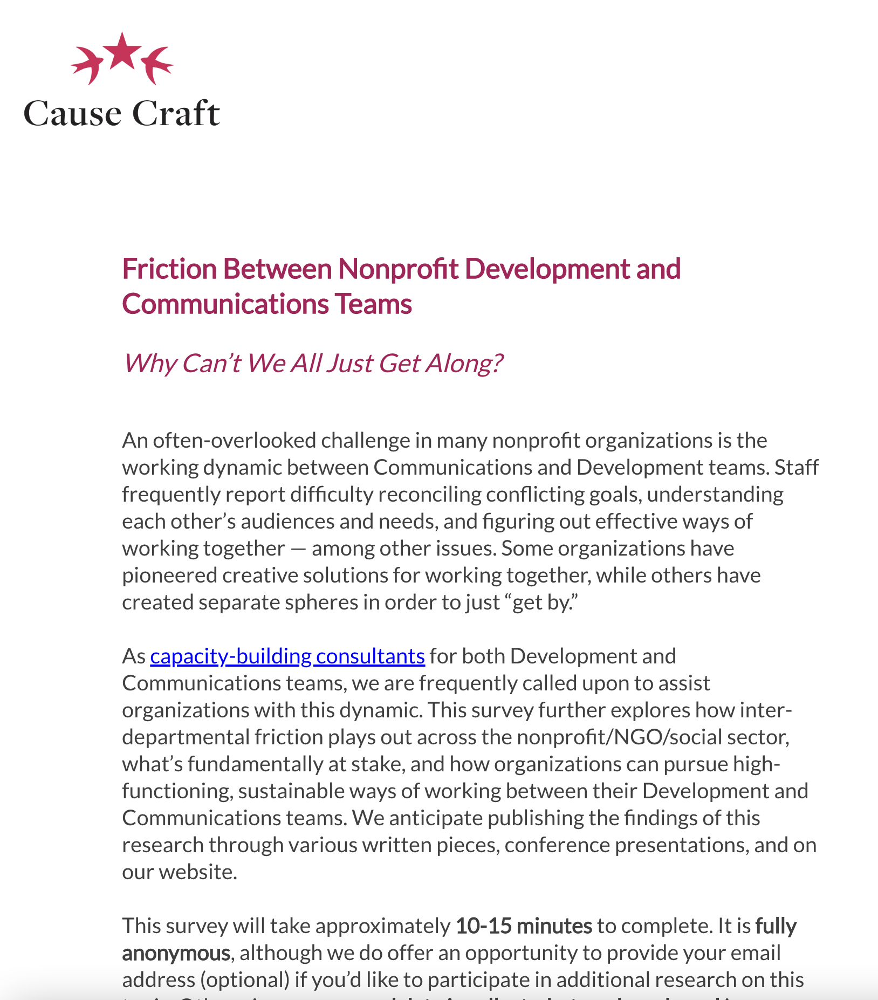 Cause Craft
Friction Between Nonprofit Development and
Communications Teams
Why Can’t We All Just Get Along?
An often-overlooked challenge in many nonprofit organizations is the
working dynamic between Communications and Development teams. Staff
frequently report difficulty reconciling conflicting goals, understanding
each other’s audiences and needs, and figuring out effective ways of
working together — among other issues. Some organizations have
pioneered creative solutions for working together, while others have
created separate spheres in order to just “get by.”
As capacity-building consultants for both Development and
Communications teams, we are frequently called upon to assist
organizations with this dynamic. This survey further explores how inter-
departmental friction plays out across the nonprofit/NGO/social sector,
what’s fundamentally at stake, and how organizations can pursue high-
functioning, sustainable ways of working between their Development and
Communications teams. We anticipate publishing the findings of this
research through various written pieces, conference presentations, and on
our website.
This survey will take approximately 10-15 minutes to complete. It is fully
anonymous, although we do offer an opportunity to provide your email
address (optional) if you’d like to participate in additional research on this